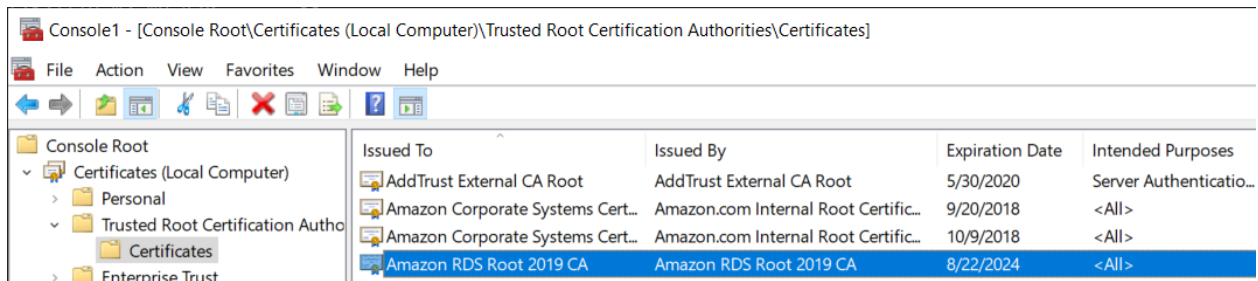 Console1 - [Console Root\Certificates (Local Computer)\Trusted Root Certification Authorities\Certificates]
File Action View Favorites Window Help
Console Root
Certificates (Local Computer)
Personal
Trusted Root Certification Autho
Certificates
Enterprise Trust
Issued To Issued By Expiration Date Intended Purposes
AddTrust External CA Root AddTrust External CA Root 5/30/2020 Server Authenticatio...
Amazon Corporate Systems Cert... Amazon.com Internal Root Certific... 9/20/2018 <All>
Amazon Corporate Systems Cert... Amazon.com Internal Root Certific... 10/9/2018 <All>
Amazon RDS Root 2019 CA Amazon RDS Root 2019 CA 8/22/2024 <All>